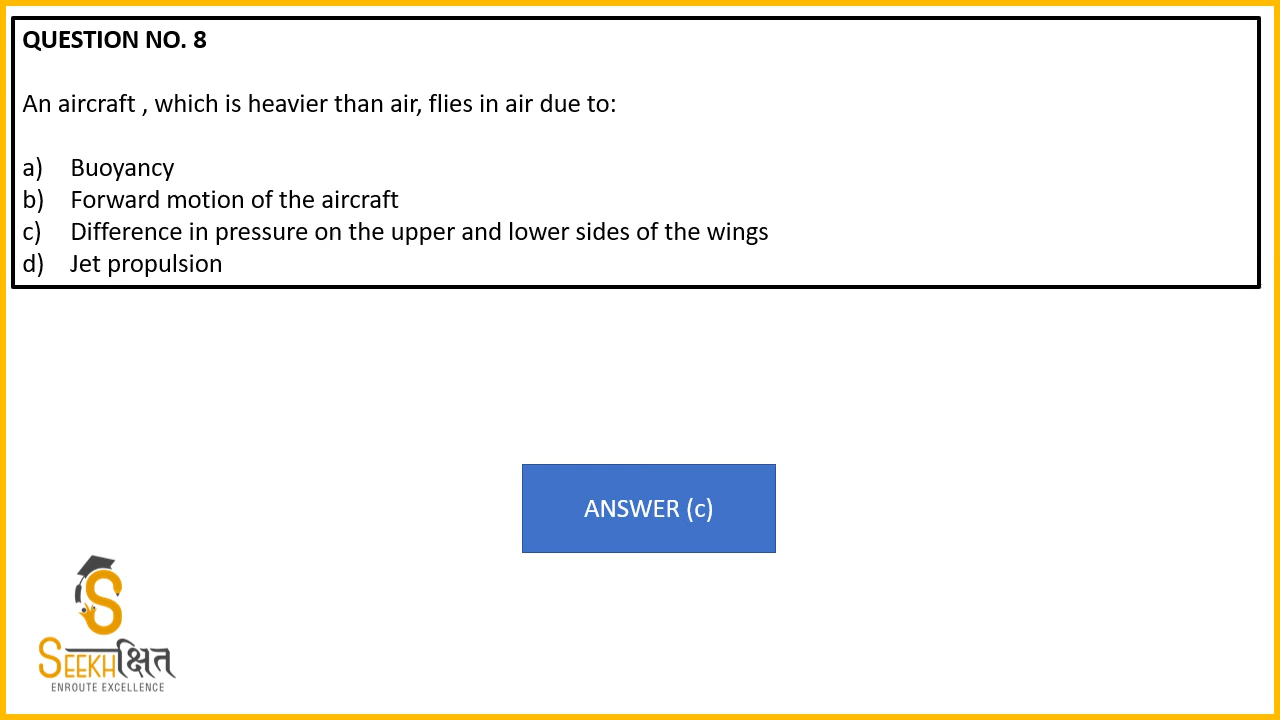 QUESTION NO. 8
An aircraft , which is heavier than air, flies in air due to:
a) Buoyancy
b) Forward motion of the aircraft
c) Difference in pressure on the upper and lower sides of the wings
d) Jet propulsion
ANSWER (c)
S
SEEKHक्षित
ENROUTE EXCELLENCE